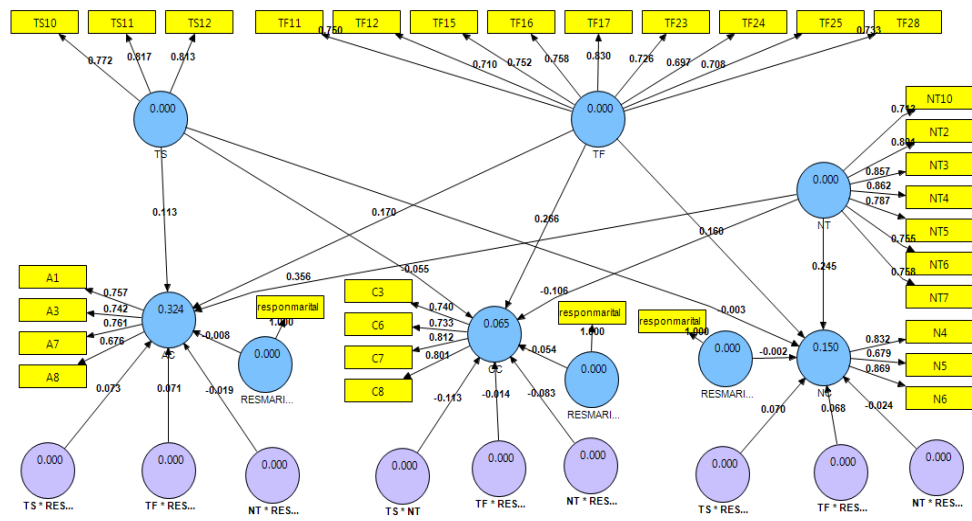 TS10 TS11 TS12 TF11 TF12 TF15 TF16 TF17 TF23 TF24 TF25 TF28
0.772 0.817 0.813 0.750 0.710 0.752 0.758 0.830 0.726 0.697 0.708 0.733
0.000
TS
0.000
TF
NT10
NT2
NT3
NT4
NT5
NT6
NT7
0.857
0.862
0.787
0.755
0.758
0.000
NT
0.113
0.170
0.266
0.160
0.356
-0.055
-0.106
0.245
0.003
A1
A3
A7
A8
0.757
0.742
0.761
0.676
0.324
AC
-0.008
responmarital
1.000
0.000
RESMARI...
C3
C6
C7
C8
0.740
0.733
0.812
0.801
0.065
CC
0.054
responmarital
1.000
0.000
RESMARI...
responmarital
1.000
0.000
RESMARI...
-0.002
0.150
NC
N4
N5
N6
0.832
0.679
0.869
0.073
0.071
-0.019
-0.113
-0.014
-0.083
0.070
0.068
-0.024
0.000 0.000 0.000 0.000 0.000 0.000 0.000 0.000 0.000
TS * RES... TF * RES... NT * RES... TS * NT TF * RES... NT * RES... TS * RES... TF * RES... NT * RES...